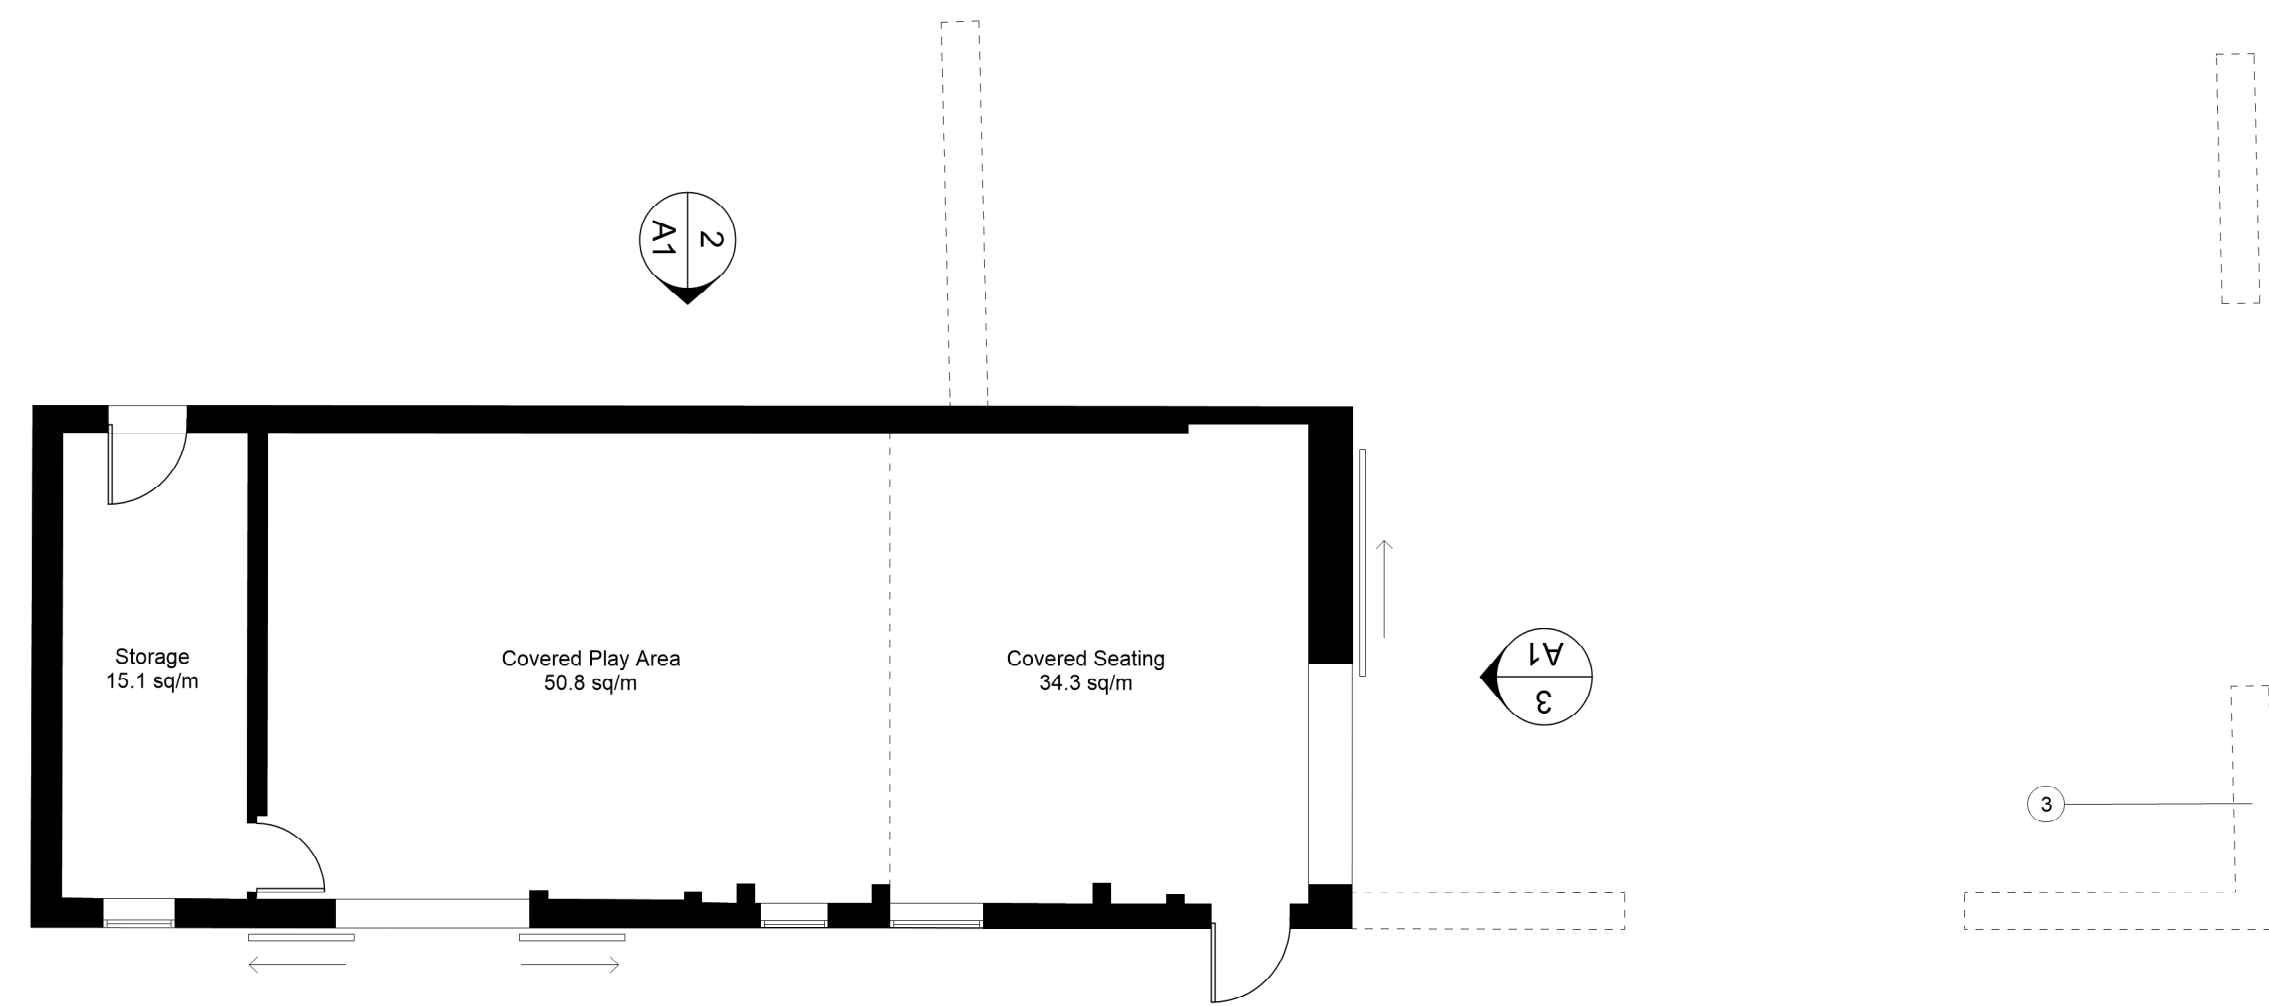 2
A1
Storage
15.1 sq/m
Covered Play Area
50.8 sq/m
Covered Seating
34.3 sq/m
A1
3
3